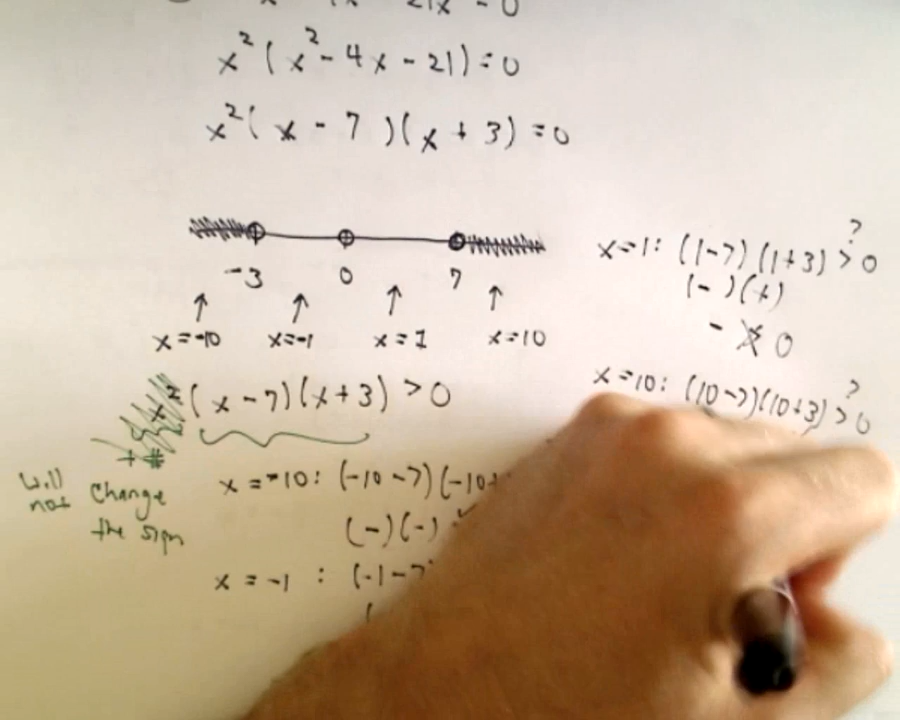 x²(x² - 4x - 21) = 0
x²(x - 7)(x + 3) = 0
-3 0 7
x = -10 x = -1 x = 1 x = 10
x²(x - 7)(x + 3) > 0
+ #
will not change the sign
x = -10: (-10 - 7)(-10+
(-)(-)
x = -1 : (-1 - 7
x = 1: (1 - 7)(1 + 3) >? 0
(-)(+)
- > 0
x = 10: (10 - 7)(10 + 3) >? 0